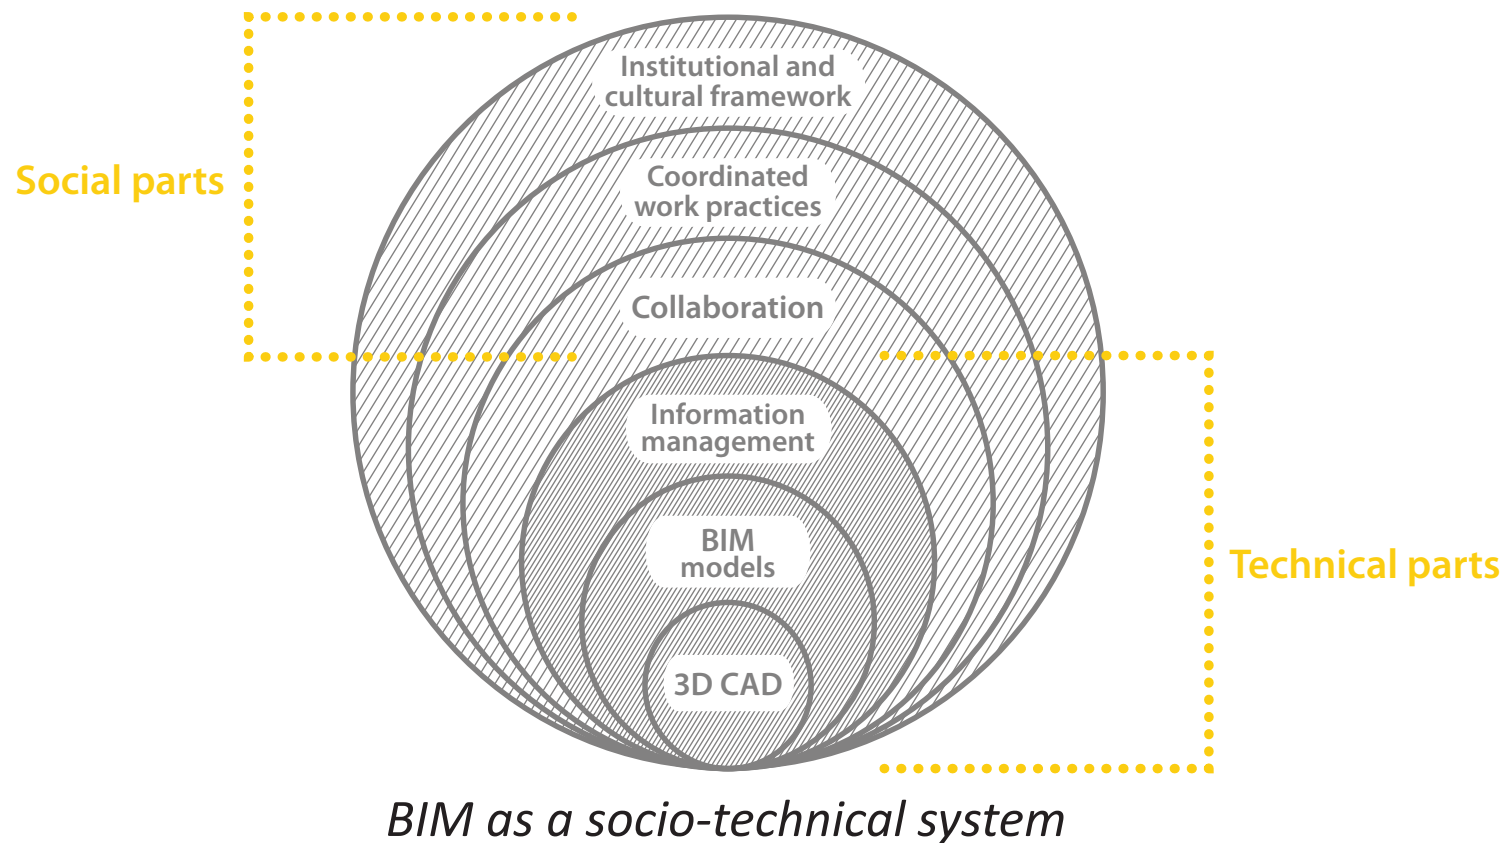 Institutional and
cultural framework
Social parts
Coordinated
work practices
Collaboration
Information
management
BIM
models
Technical parts
3D CAD
BIM as a socio-technical system